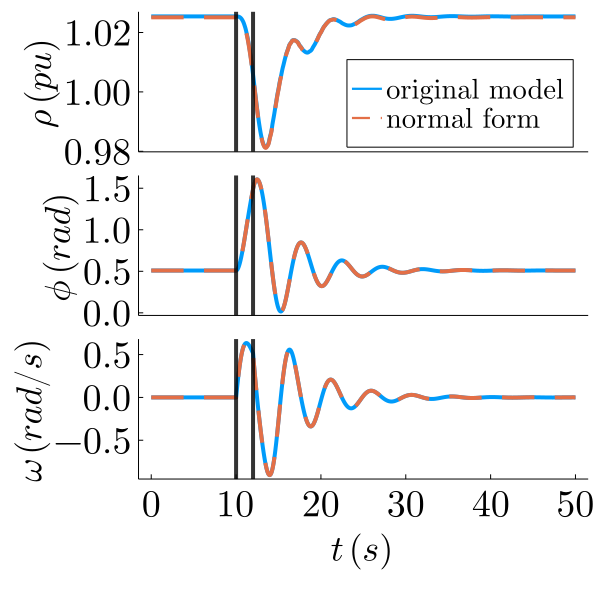 1.02
1.00
0.98
ρ (pu)
original model
normal form
1.5
1.0
0.5
0.0
ϕ (rad)
0.5
0.0
−0.5
ω (rad/s)
0 10 20 30 40 50
t (s)